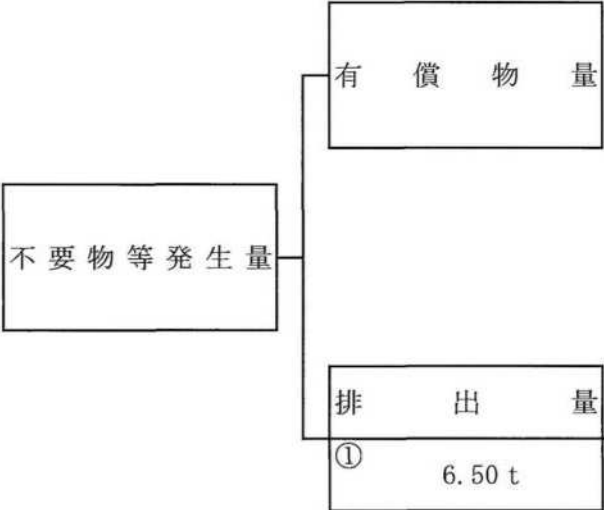 有償物量
不要物等発生量
排出量
①
6.50 t